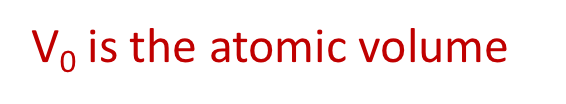 V₀ is the atomic volume